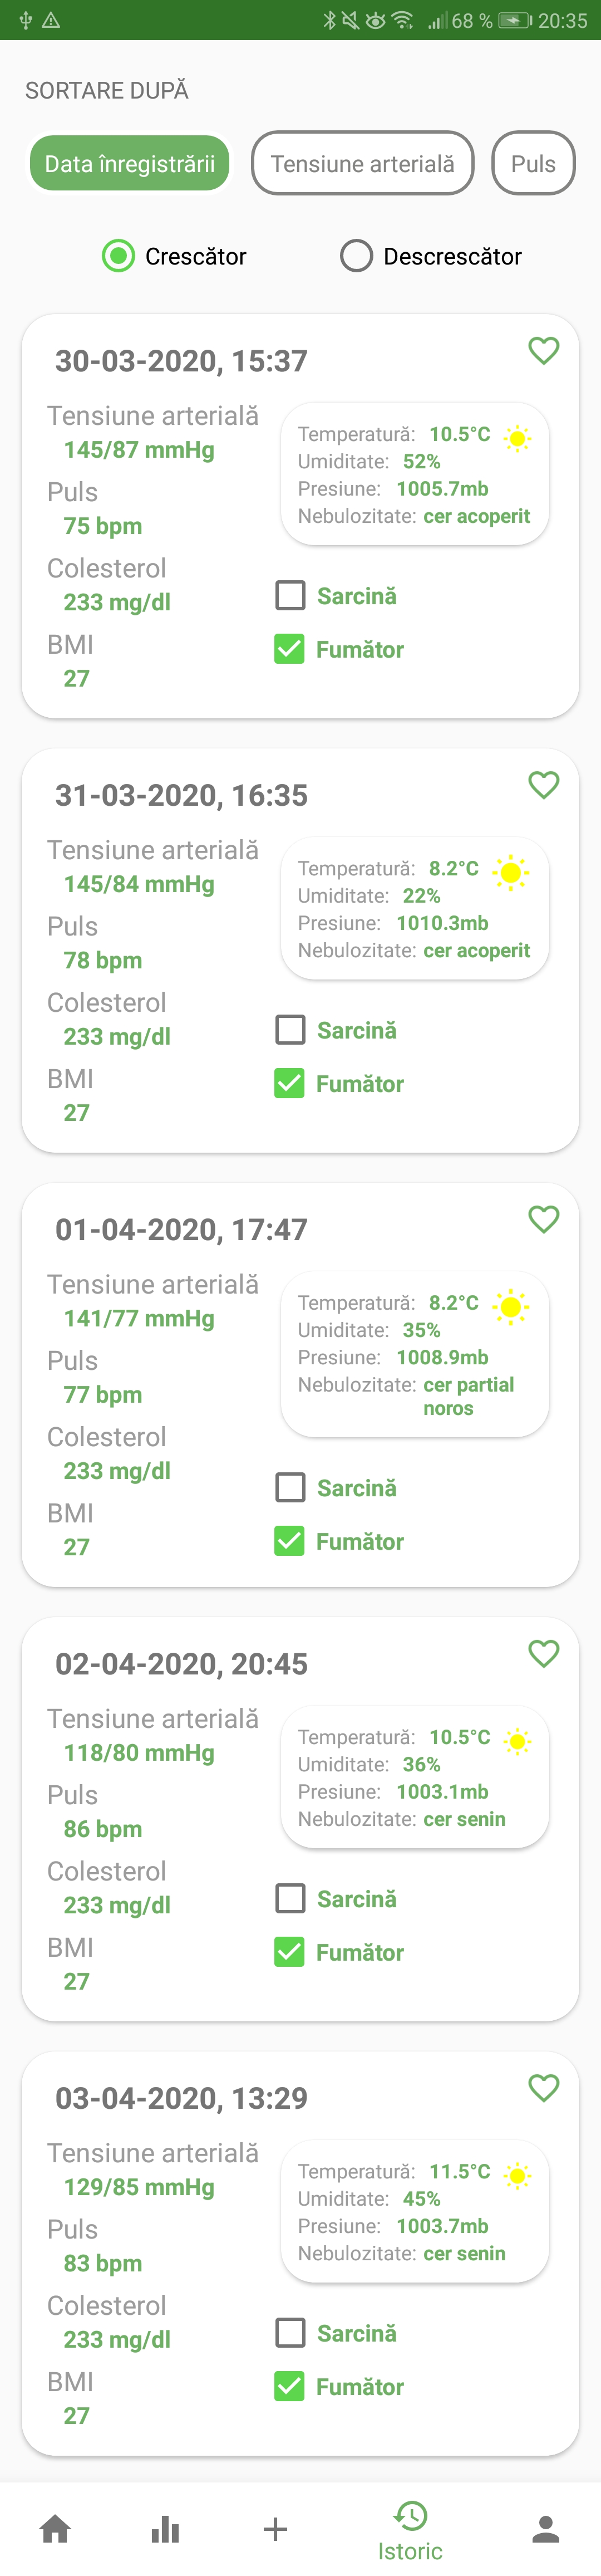 68 % 20:35
SORTARE DUPĂ
Data înregistrării Tensiune arterială Puls
Crescător Descrescător
30-03-2020, 15:37
Tensiune arterială
145/87 mmHg
Puls
75 bpm
Colesterol
233 mg/dl
BMI
27
Temperatură: 10.5°C
Umiditate: 52%
Presiune: 1005.7mb
Nebulozitate: cer acoperit
Sarcină
Fumător
31-03-2020, 16:35
Tensiune arterială
145/84 mmHg
Puls
78 bpm
Colesterol
233 mg/dl
BMI
27
Temperatură: 8.2°C
Umiditate: 22%
Presiune: 1010.3mb
Nebulozitate: cer acoperit
Sarcină
Fumător
01-04-2020, 17:47
Tensiune arterială
141/77 mmHg
Puls
77 bpm
Colesterol
233 mg/dl
BMI
27
Temperatură: 8.2°C
Umiditate: 35%
Presiune: 1008.9mb
Nebulozitate: cer partial
noros
Sarcină
Fumător
02-04-2020, 20:45
Tensiune arterială
118/80 mmHg
Puls
86 bpm
Colesterol
233 mg/dl
BMI
27
Temperatură: 10.5°C
Umiditate: 36%
Presiune: 1003.1mb
Nebulozitate: cer senin
Sarcină
Fumător
03-04-2020, 13:29
Tensiune arterială
129/85 mmHg
Puls
83 bpm
Colesterol
233 mg/dl
BMI
27
Temperatură: 11.5°C
Umiditate: 45%
Presiune: 1003.7mb
Nebulozitate: cer senin
Sarcină
Fumător
Istoric